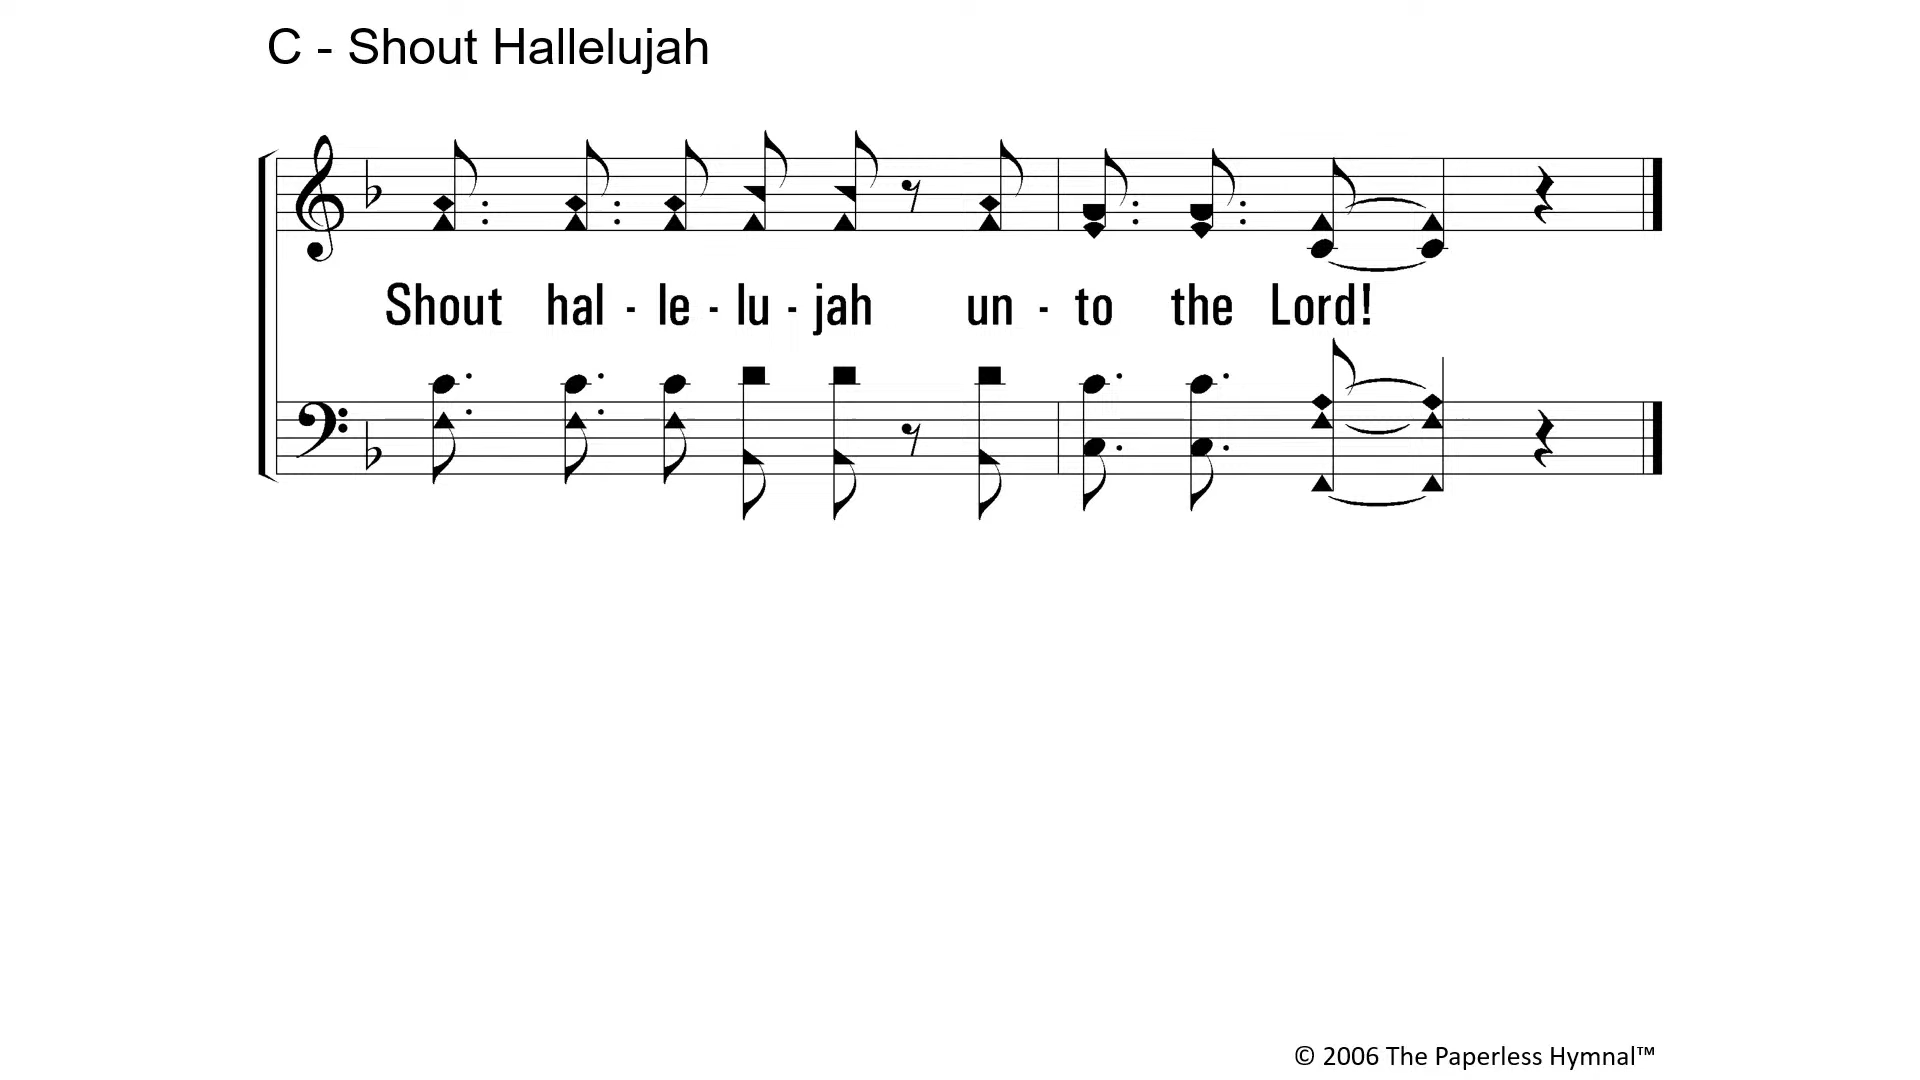 C - Shout Hallelujah
Shout hal - le - lu - jah un - to the Lord!
© 2006 The Paperless Hymnal™